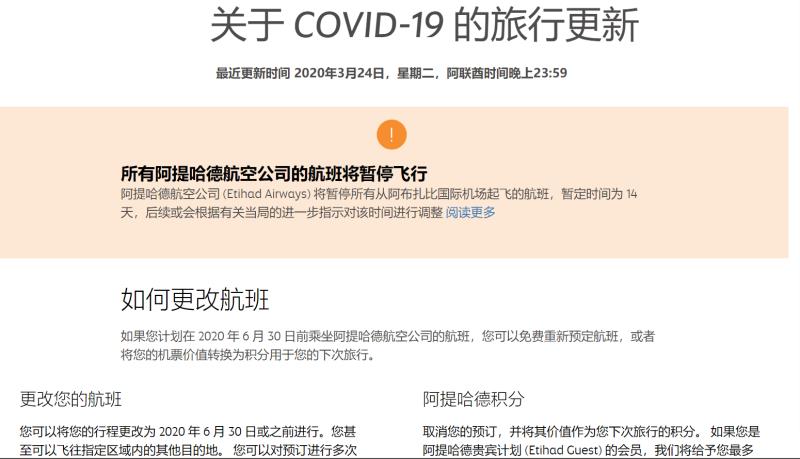 关于 COVID-19 的旅行更新
最近更新时间 2020年3月24日，星期二，阿联酋时间晚上23:59
!
所有阿提哈德航空公司的航班将暂停飞行
阿提哈德航空公司 (Etihad Airways) 将暂停所有从阿布扎比国际机场起飞的航班，暂定时间为 14
天，后续或会根据有关当局的进一步指示对该时间进行调整 阅读更多
如何更改航班
如果您计划在 2020 年 6 月 30 日前乘坐阿提哈德航空公司的航班，您可以免费重新预定航班，或者
将您的机票价值转换为积分用于您的下次旅行。
更改您的航班
您可以将您的行程更改为 2020 年 6 月 30 日或之前进行。您甚
至可以飞往指定区域内的其他目的地。 您可以对预订进行多次
阿提哈德积分
取消您的预订，并将其价值作为您下次旅行的积分。 如果您是
阿提哈德贵宾计划 (Etihad Guest) 的会员，我们将给予您最多